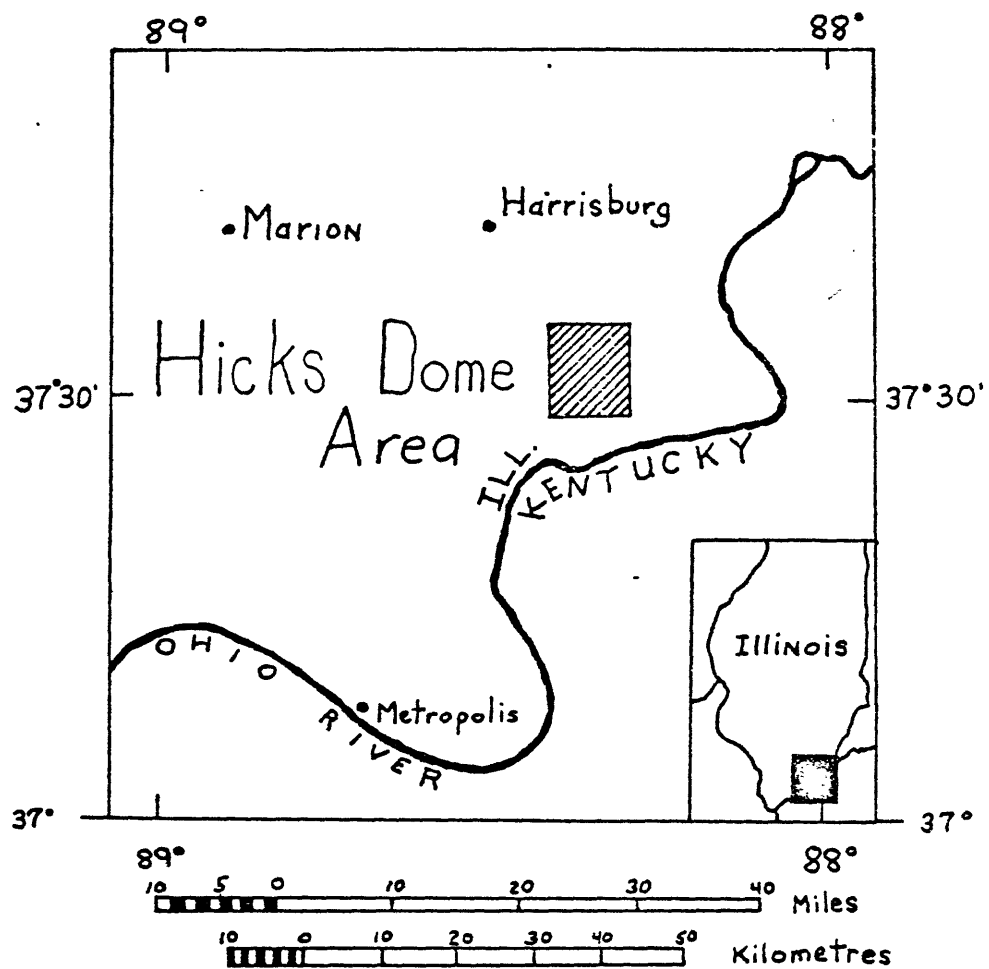 89° 88°
Harrisburg
Marion
Hicks Dome
37°30' 37°30'
Area
ILL.
KENTUCKY
Illinois
OHIO
RIVER
Metropolis
37° 37°
89° 88°
10 5 0 10 20 30 40 Miles
10 0 10 20 30 40 50 Kilometres